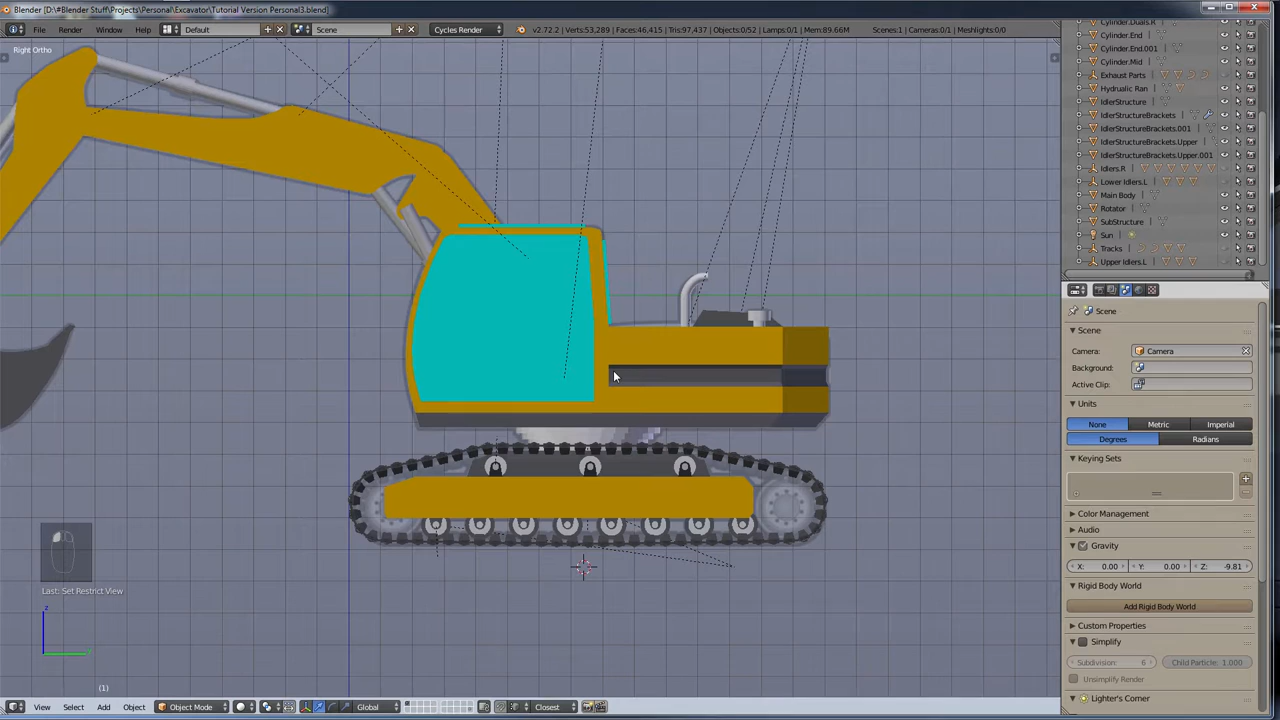 Blender [D:\#Blender Stuff\Projects\Personal\Excavator\Tutorial Version Personal3.blend]
File Render Window Help Default Scene Cycles Render v2.72.2 | Verts:53,289 | Faces:46,415 | Tris:97,437 | Objects:0/52 | Lamps:0/1 | Mem:89.66M Scenes:1 | Cameras:0/1 | Meshlights:0/0
Right Ortho
Cylinder.Duals.R
Cylinder.End
Cylinder.End.001
Cylinder.Mid
Exhaust Parts
Hydrualic Ran
IdlerStructure
IdlerStructureBrackets
IdlerStructureBrackets.001
IdlerStructureBrackets.Upper
IdlerStructureBrackets.Upper.001
Idlers.R
Lower Idlers.L
Main Body
Rotator
SubStructure
Sun
Tracks
Upper Idlers.L
Scene
Scene
Camera: Camera
Background:
Active Clip:
Units
None Metric Imperial
Degrees Radians
Keying Sets
Color Management
Audio
Gravity
X: 0.00 Y: 0.00 Z: -9.81
Rigid Body World
Add Rigid Body World
Custom Properties
Simplify
Subdivision: 6 Child Particle: 1.000
Unsimplify Render
Lighter's Corner
Last: Set Restrict View
z
(1)
View Select Add Object Object Mode Global Closest